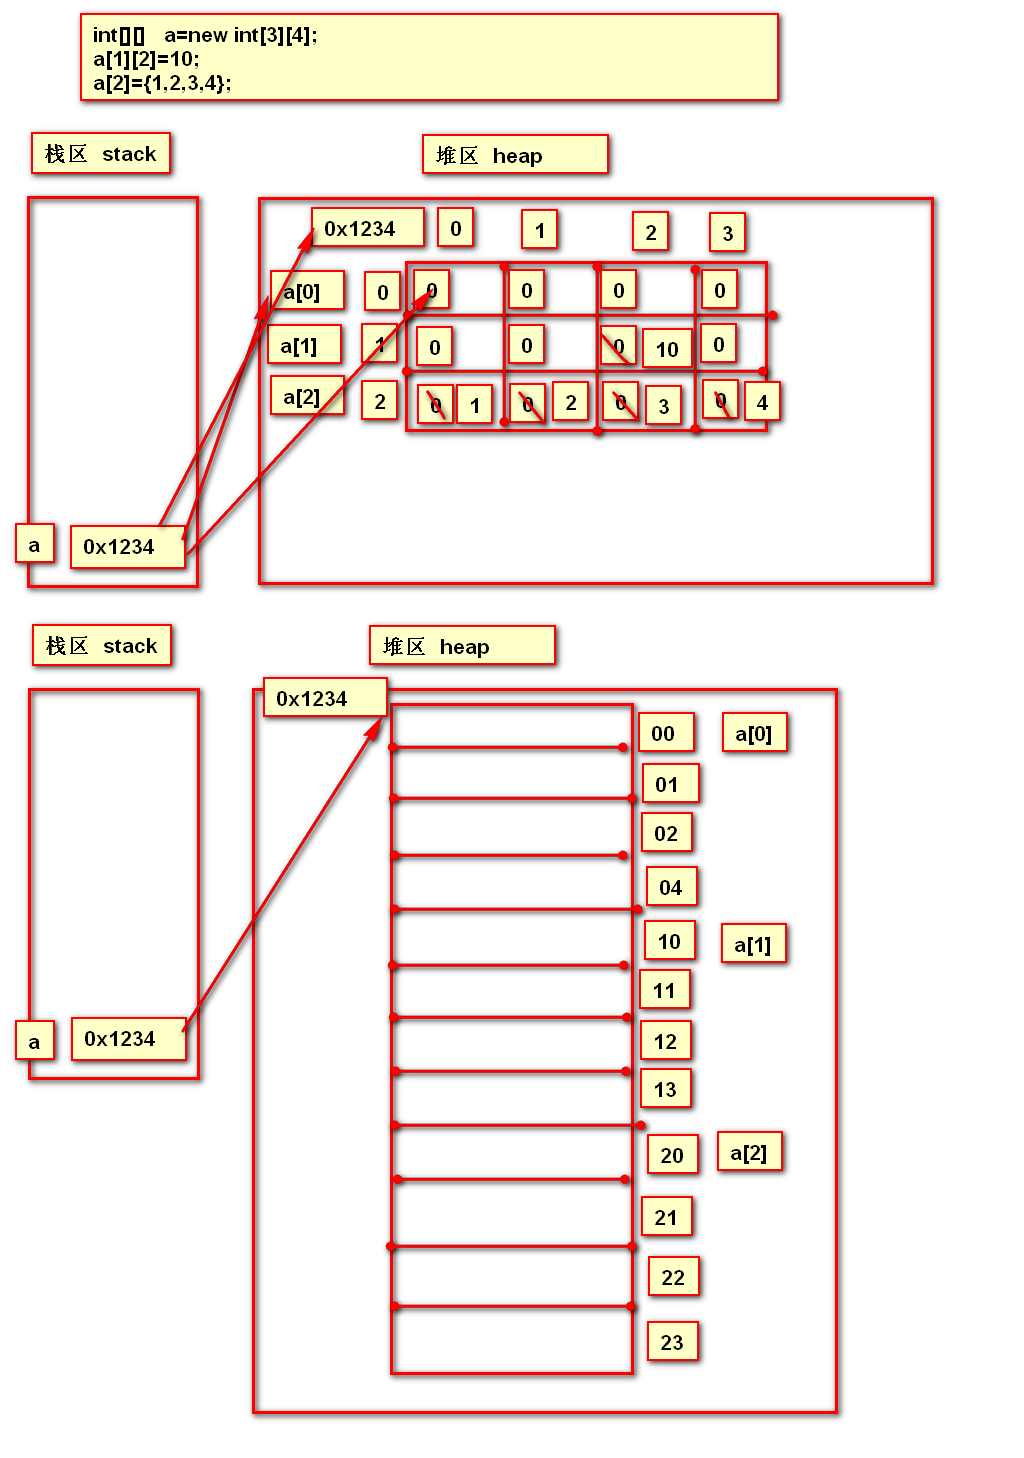 int[][]   a=new int[3][4];
a[1][2]=10;
a[2]={1,2,3,4};
栈区  stack
堆区  heap
0x1234
0
1
2
3
a[0]
0
0
0
0
0
a[1]
1
0
0
0
10
0
a[2]
2
0
1
0
2
0
3
0
4
a
0x1234
栈区  stack
堆区  heap
0x1234
00
a[0]
01
02
04
10
a[1]
11
12
a
0x1234
13
20
a[2]
21
22
23